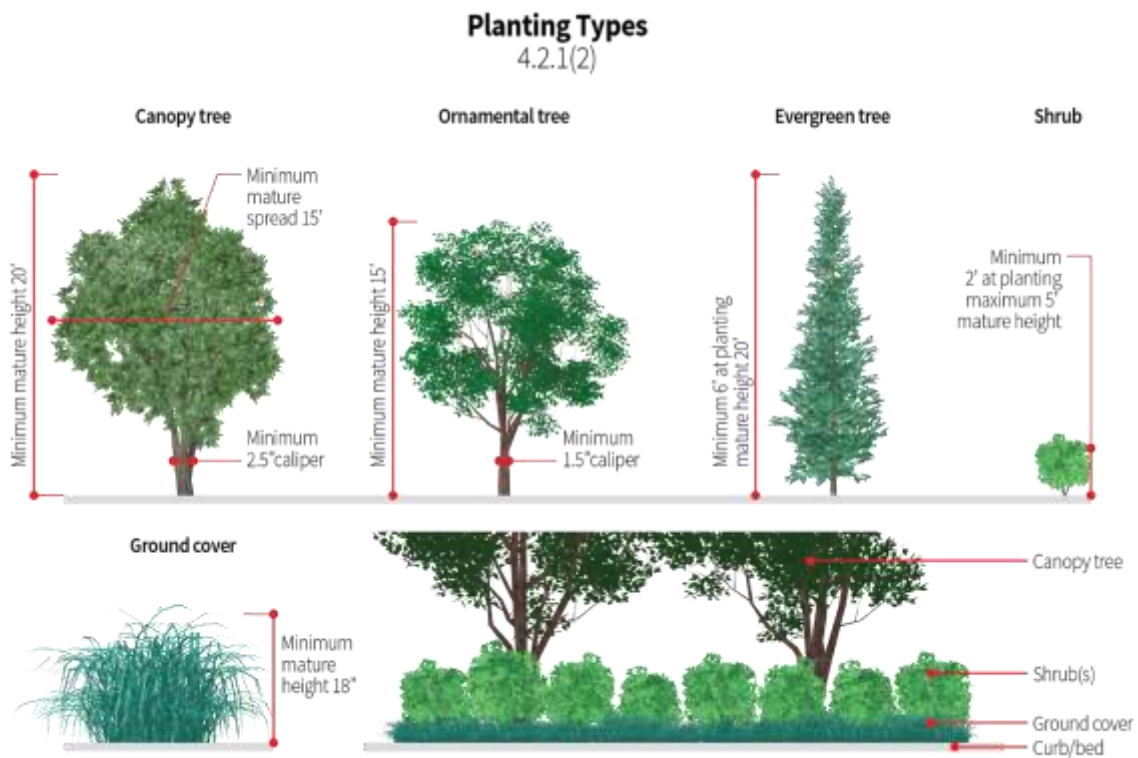 Planting Types
4.2.1(2)
Canopy tree
Ornamental tree
Evergreen tree
Shrub
Minimum mature height 20'
Minimum
mature
spread 15'
Minimum
2.5"caliper
Minimum mature height 15'
Minimum
1.5"caliper
Minimum 6' at planting
mature height 20'
Minimum
2' at planting
maximum 5'
mature height
Ground cover
Minimum
mature
height 18"
Canopy tree
Shrub(s)
Ground cover
Curb/bed